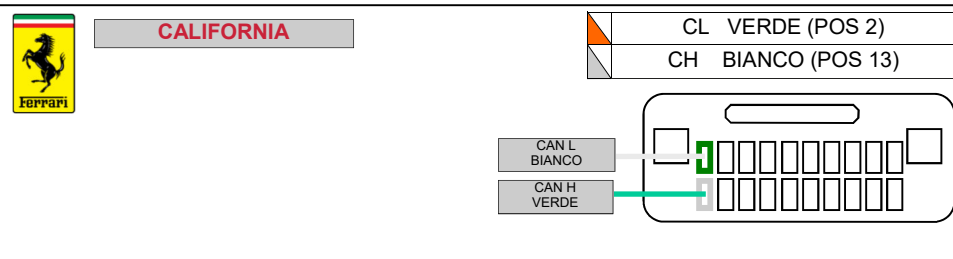 CALIFORNIA
Ferrari
CL VERDE (POS 2)
CH BIANCO (POS 13)
CAN L
BIANCO
CAN H
VERDE